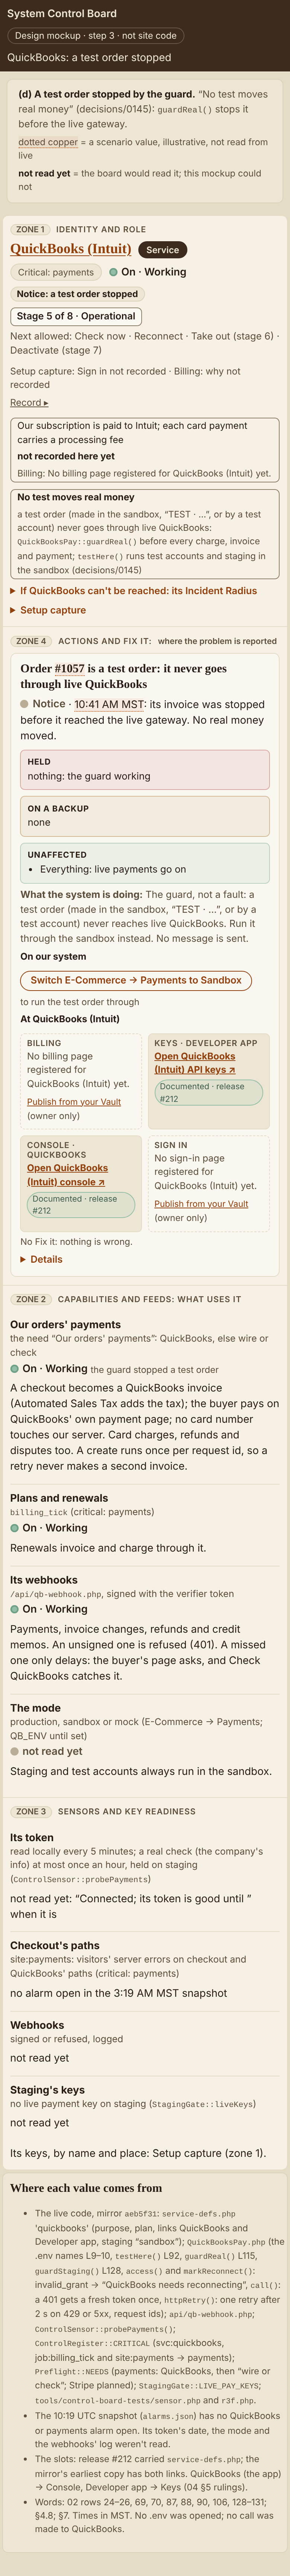 System Control Board
Design mockup · step 3 · not site code
QuickBooks: a test order stopped
(d) A test order stopped by the guard. “No test moves
real money” (decisions/0145): guardReal() stops it
before the live gateway.
dotted copper = a scenario value, illustrative, not read from
live
not read yet = the board would read it; this mockup could
not
ZONE 1 IDENTITY AND ROLE
QuickBooks (Intuit) Service
Critical: payments On · Working
Notice: a test order stopped
Stage 5 of 8 · Operational
Next allowed: Check now · Reconnect · Take out (stage 6) ·
Deactivate (stage 7)
Setup capture: Sign in not recorded · Billing: why not
recorded
Record ▸
Our subscription is paid to Intuit; each card payment
carries a processing fee
not recorded here yet
Billing: No billing page registered for QuickBooks (Intuit) yet.
No test moves real money
a test order (made in the sandbox, “TEST · …”, or by a test
account) never goes through live QuickBooks:
QuickBooksPay::guardReal() before every charge, invoice
and payment; testHere() runs test accounts and staging in
the sandbox (decisions/0145)
▶ If QuickBooks can't be reached: its Incident Radius
▶ Setup capture
ZONE 4 ACTIONS AND FIX IT: where the problem is reported
Order #1057 is a test order: it never goes
through live QuickBooks
Notice · 10:41 AM MST: its invoice was stopped
before it reached the live gateway. No real money
moved.
HELD
nothing: the guard working
ON A BACKUP
none
UNAFFECTED
• Everything: live payments go on
What the system is doing: The guard, not a fault: a
test order (made in the sandbox, “TEST · …”, or by a
test account) never reaches live QuickBooks. Run it
through the sandbox instead. No message is sent.
On our system
Switch E-Commerce → Payments to Sandbox
to run the test order through
At QuickBooks (Intuit)
BILLING
No billing page
registered for
QuickBooks (Intuit) yet.
Publish from your Vault
(owner only)
KEYS · DEVELOPER APP
Open QuickBooks
(Intuit) API keys ↗
Documented · release
#212
CONSOLE ·
QUICKBOOKS
Open QuickBooks
(Intuit) console ↗
Documented · release
#212
SIGN IN
No sign-in page
registered for
QuickBooks (Intuit) yet.
Publish from your Vault
(owner only)
No Fix it: nothing is wrong.
▶ Details
ZONE 2 CAPABILITIES AND FEEDS: WHAT USES IT
Our orders' payments
the need “Our orders' payments”: QuickBooks, else wire or
check
On · Working the guard stopped a test order
A checkout becomes a QuickBooks invoice
(Automated Sales Tax adds the tax); the buyer pays on
QuickBooks' own payment page; no card number
touches our server. Card charges, refunds and
disputes too. A create runs once per request id, so a
retry never makes a second invoice.
Plans and renewals
billing_tick (critical: payments)
On · Working
Renewals invoice and charge through it.
Its webhooks
/api/qb-webhook.php, signed with the verifier token
On · Working
Payments, invoice changes, refunds and credit
memos. An unsigned one is refused (401). A missed
one only delays: the buyer's page asks, and Check
QuickBooks catches it.
The mode
production, sandbox or mock (E-Commerce → Payments;
QB_ENV until set)
not read yet
Staging and test accounts always run in the sandbox.
ZONE 3 SENSORS AND KEY READINESS
Its token
read locally every 5 minutes; a real check (the company's
info) at most once an hour, held on staging
(ControlSensor::probePayments)
not read yet: “Connected; its token is good until ”
when it is
Checkout's paths
site:payments: visitors' server errors on checkout and
QuickBooks' paths (critical: payments)
no alarm open in the 3:19 AM MST snapshot
Webhooks
signed or refused, logged
not read yet
Staging's keys
no live payment key on staging (StagingGate::liveKeys)
not read yet
Its keys, by name and place: Setup capture (zone 1).
Where each value comes from
• The live code, mirror aeb5f31: service-defs.php
'quickbooks' (purpose, plan, links QuickBooks and
Developer app, staging “sandbox”); QuickBooksPay.php (the
.env names L9–10, testHere() L92, guardReal() L115,
guardStaging() L128, access() and markReconnect():
invalid_grant → “QuickBooks needs reconnecting”, call():
a 401 gets a fresh token once, httpRetry(): one retry after
2 s on 429 or 5xx, request ids); api/qb-webhook.php;
ControlSensor::probePayments();
ControlRegister::CRITICAL (svc:quickbooks,
job:billing_tick and site:payments → payments);
Preflight::NEEDS (payments: QuickBooks, then “wire or
check”; Stripe planned); StagingGate::LIVE_PAY_KEYS;
tools/control-board-tests/sensor.php and r3f.php.
• The 10:19 UTC snapshot (alarms.json) has no QuickBooks
or payments alarm open. Its token's date, the mode and
the webhooks' log weren't read.
• The slots: release #212 carried service-defs.php; the
mirror's earliest copy has both links. QuickBooks (the app)
→ Console, Developer app → Keys (04 §5 rulings).
• Words: 02 rows 24–26, 69, 70, 87, 88, 90, 106, 128–131;
§4.8; §7. Times in MST. No .env was opened; no call was
made to QuickBooks.